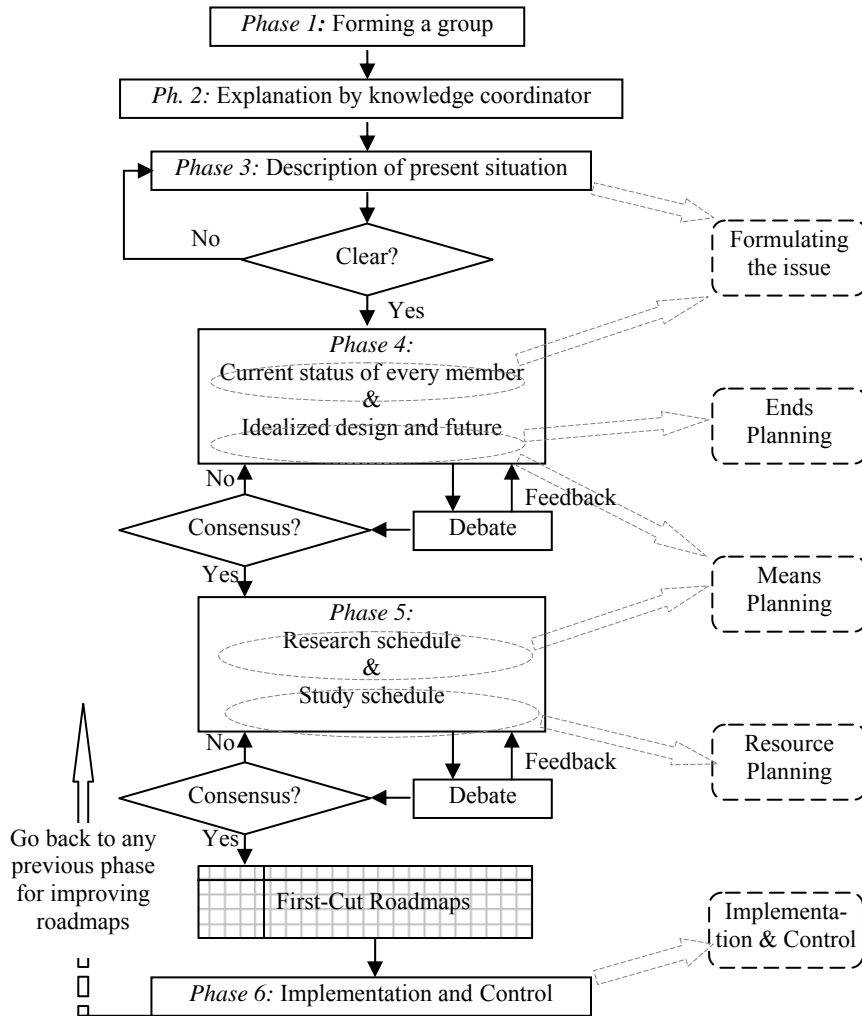 Phase 1: Forming a group
Ph. 2: Explanation by knowledge coordinator
Phase 3: Description of present situation
No
Clear?
Yes
Formulating
the issue
Phase 4:
Current status of every member
&
Idealized design and future
Ends
Planning
No
Feedback
Consensus?
Debate
Yes
Means
Planning
Phase 5:
Research schedule
&
Study schedule
No
Feedback
Resource
Planning
Consensus?
Debate
Yes
Go back to any
previous phase
for improving
roadmaps
First-Cut Roadmaps
Implementa-
tion & Control
Phase 6: Implementation and Control